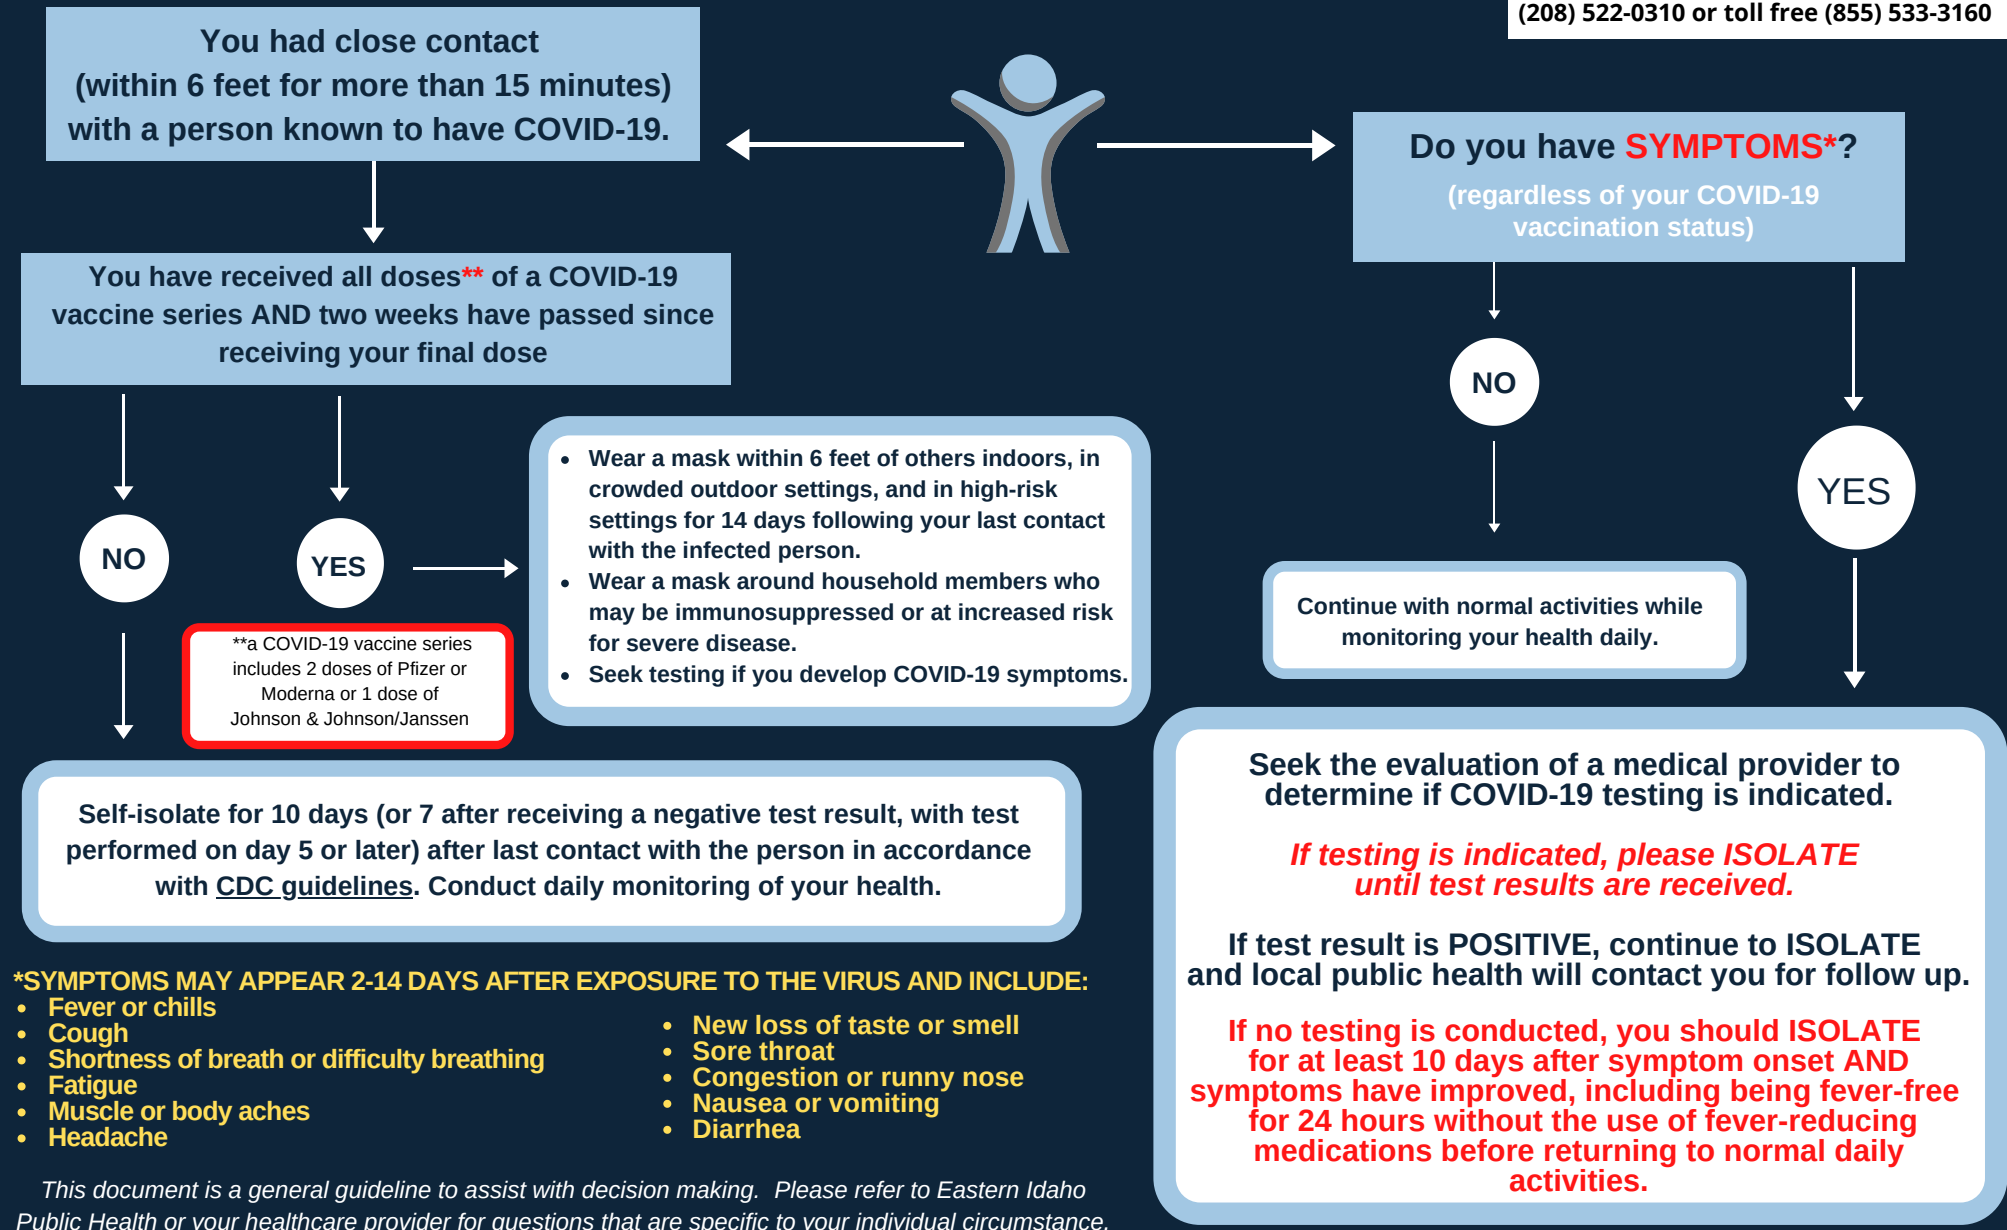 (208) 522-0310 or toll free (855) 533-3160
You had close contact
(within 6 feet for more than 15 minutes)
with a person known to have COVID-19.
Do you have SYMPTOMS*?
(regardless of your COVID-19
vaccination status)
You have received all doses** of a COVID-19
vaccine series AND two weeks have passed since
receiving your final dose
NO
YES
NO
YES
• Wear a mask within 6 feet of others indoors, in
crowded outdoor settings, and in high-risk
settings for 14 days following your last contact
with the infected person.
• Wear a mask around household members who
may be immunosuppressed or at increased risk
for severe disease.
• Seek testing if you develop COVID-19 symptoms.
**a COVID-19 vaccine series
includes 2 doses of Pfizer or
Moderna or 1 dose of
Johnson & Johnson/Janssen
Continue with normal activities while
monitoring your health daily.
Self-isolate for 10 days (or 7 after receiving a negative test result, with test
performed on day 5 or later) after last contact with the person in accordance
with CDC guidelines. Conduct daily monitoring of your health.
Seek the evaluation of a medical provider to
determine if COVID-19 testing is indicated.
If testing is indicated, please ISOLATE
until test results are received.
If test result is POSITIVE, continue to ISOLATE
and local public health will contact you for follow up.
If no testing is conducted, you should ISOLATE
for at least 10 days after symptom onset AND
symptoms have improved, including being fever-free
for 24 hours without the use of fever-reducing
medications before returning to normal daily
activities.
*SYMPTOMS MAY APPEAR 2-14 DAYS AFTER EXPOSURE TO THE VIRUS AND INCLUDE:
• Fever or chills
• Cough
• Shortness of breath or difficulty breathing
• Fatigue
• Muscle or body aches
• Headache
• New loss of taste or smell
• Sore throat
• Congestion or runny nose
• Nausea or vomiting
• Diarrhea
This document is a general guideline to assist with decision making.  Please refer to Eastern Idaho
Public Health or your healthcare provider for questions that are specific to your individual circumstance.